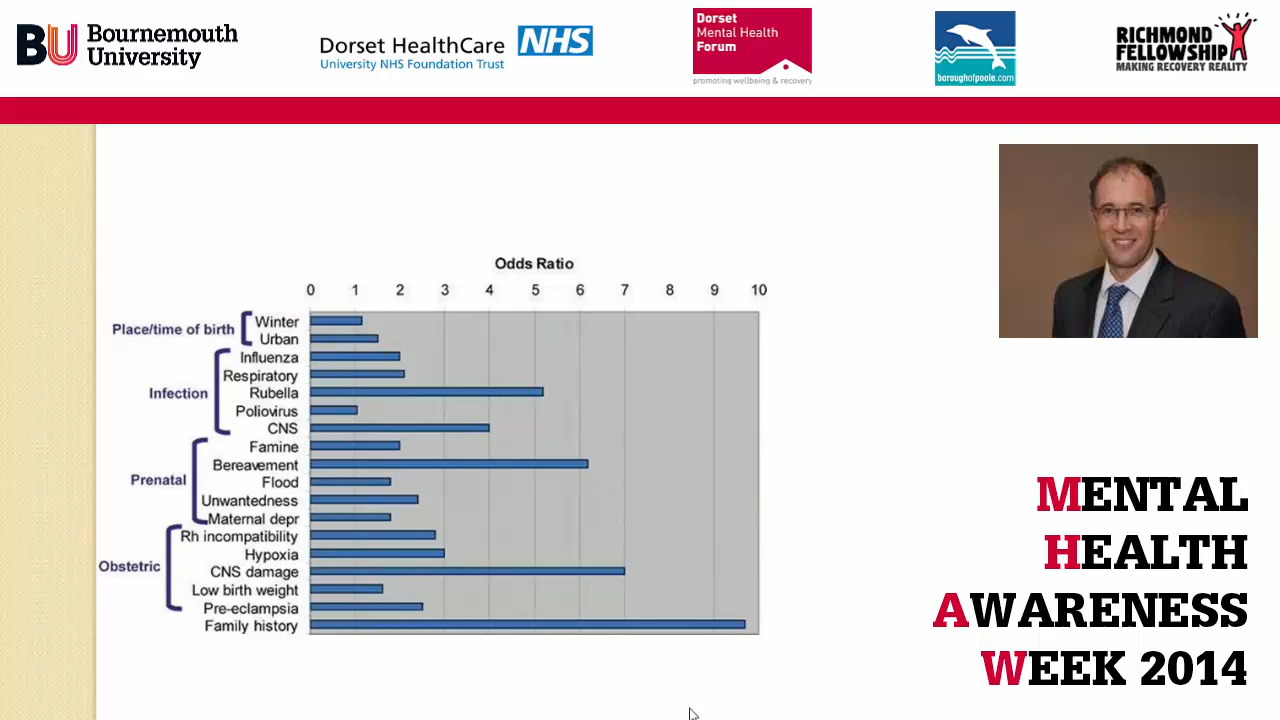 BU Bournemouth
University
Dorset HealthCare NHS
University NHS Foundation Trust
Dorset
Mental Health
Forum
promoting wellbeing & recovery
boroughofpoole.com
RICHMOND
FELLOWSHIP
MAKING RECOVERY REALITY
Odds Ratio
0 1 2 3 4 5 6 7 8 9 10
Place/time of birth
Winter
Urban
Infection
Influenza
Respiratory
Rubella
Poliovirus
CNS
Prenatal
Famine
Bereavement
Flood
Unwantedness
Maternal depr
Obstetric
Rh incompatibility
Hypoxia
CNS damage
Low birth weight
Pre-eclampsia
Family history
MENTAL
HEALTH
AWARENESS
WEEK 2014